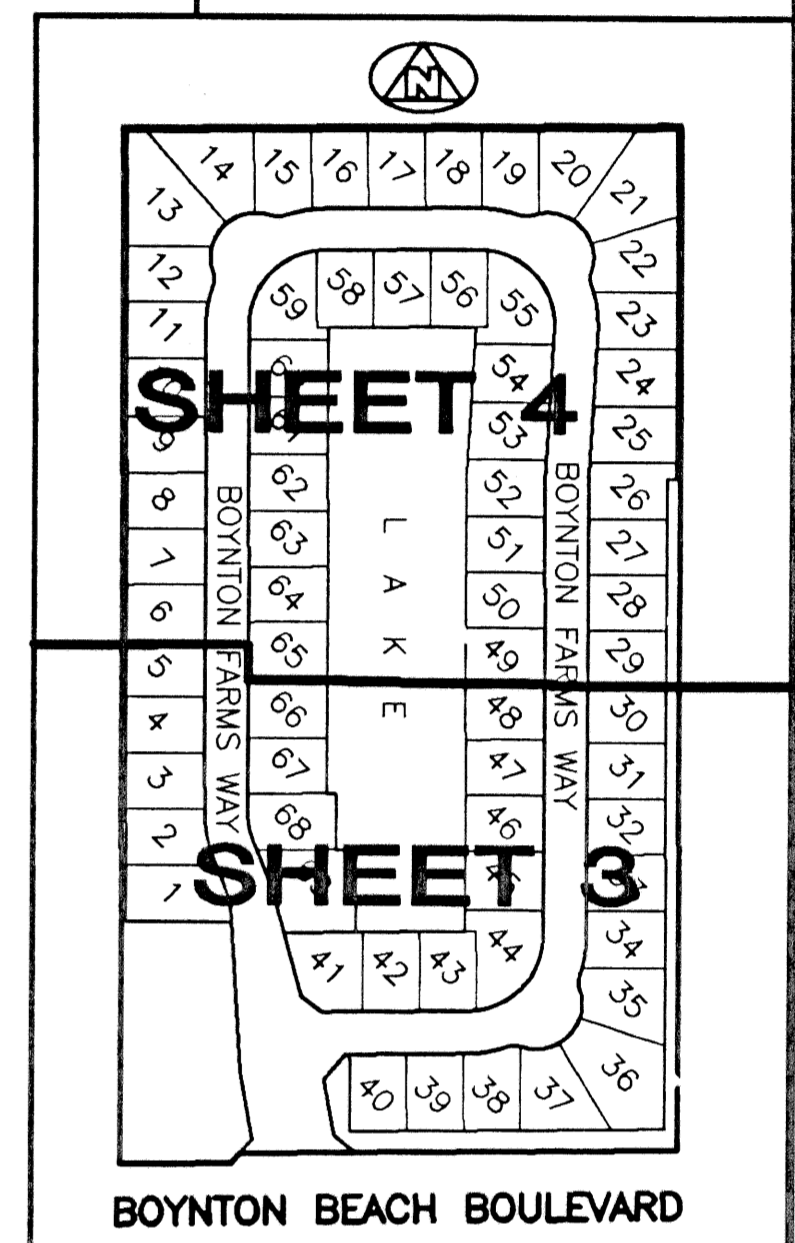 N
14 15 16 17 18 19 20
13 21
12 22
59 58 57 56 55
11 23
54 24
SHEET 4
9 53 25
8 62 52 26
7 63 51 27
6 64 50 28
5 65 49 29
4 66 48 30
3 67 47 31
2 68 46 32
BOYNTON FARMS WAY
LAKE
BOYNTON FARMS WAY
SHEET 3
1
44 34
41 42 43
35
36
40 39 38 37
BOYNTON BEACH BOULEVARD